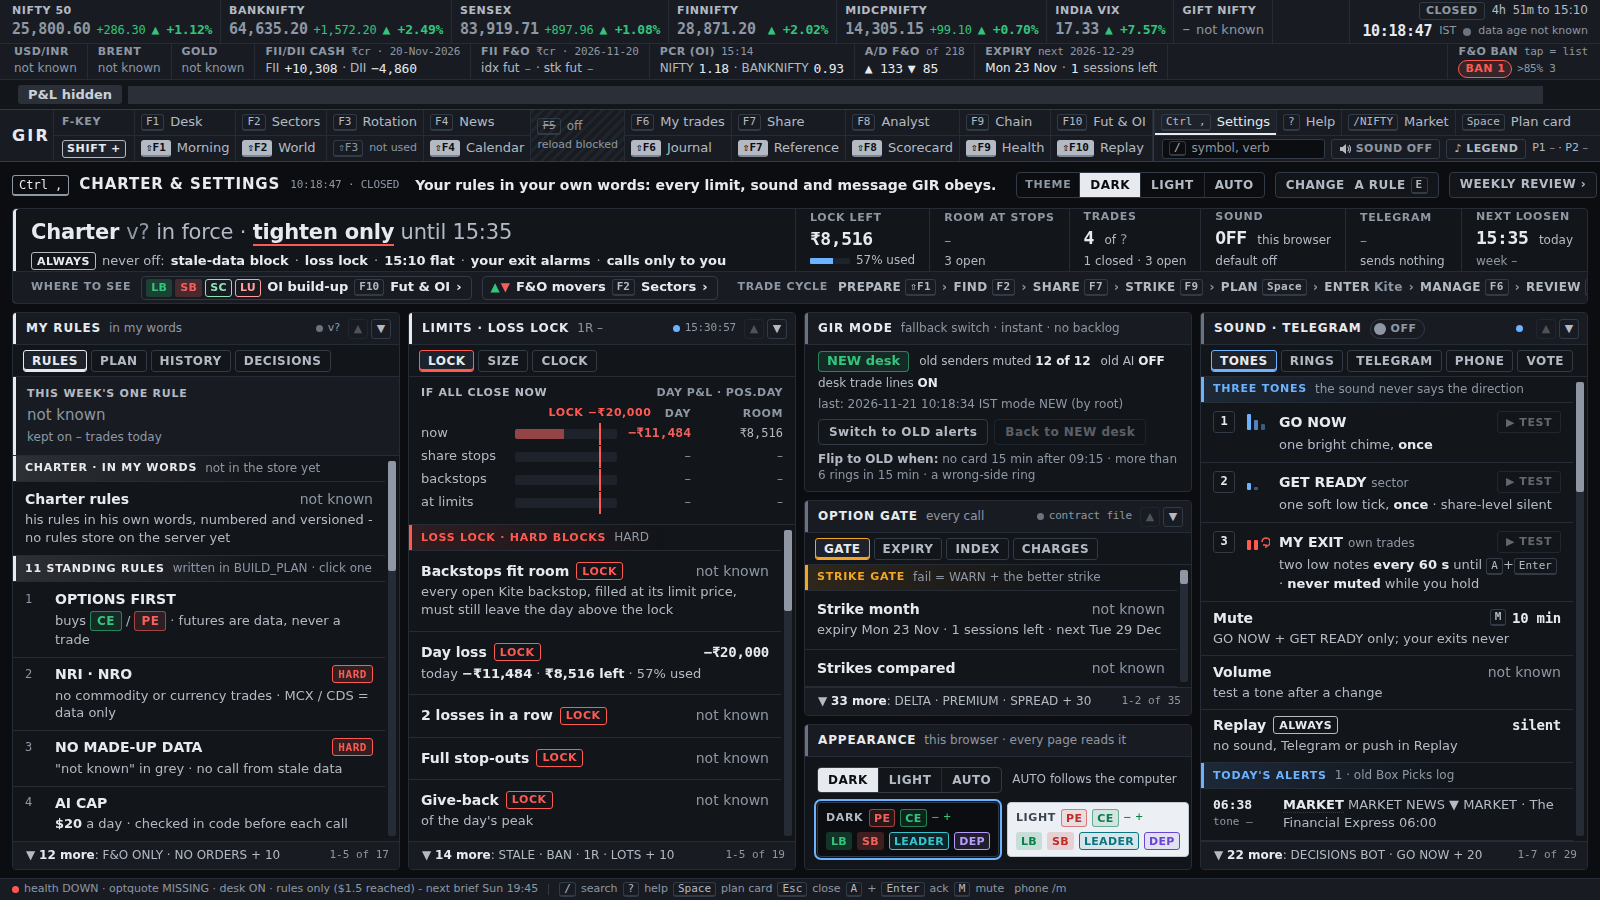 NIFTY 50 25,800.60 +286.30 ▲ +1.12%
BANKNIFTY 64,635.20 +1,572.20 ▲ +2.49%
SENSEX 83,919.71 +897.96 ▲ +1.08%
FINNIFTY 28,871.20 ▲ +2.02%
MIDCPNIFTY 14,305.15 +99.10 ▲ +0.70%
INDIA VIX 17.33 ▲ +7.57%
GIFT NIFTY – not known
CLOSED 4h 51m to 15:10
10:18:47 IST data age not known
USD/INR not known
BRENT not known
GOLD not known
FII/DII CASH ₹cr · 20-Nov-2026
FII +10,308 · DII −4,860
FII F&O ₹cr · 2026-11-20
idx fut – · stk fut –
PCR (OI) 15:14
NIFTY 1.18 · BANKNIFTY 0.93
A/D F&O of 218
▲ 133 ▼ 85
EXPIRY next 2026-12-29
Mon 23 Nov · 1 sessions left
F&O BAN tap = list
BAN 1 >85% 3
P&L hidden
GIR
F-KEY F1 Desk F2 Sectors F3 Rotation F4 News F5 off F6 My trades F7 Share F8 Analyst F9 Chain F10 Fut & OI Ctrl , Settings ? Help /NIFTY Market Space Plan card
SHIFT + ⇧F1 Morning ⇧F2 World ⇧F3 not used ⇧F4 Calendar reload blocked ⇧F6 Journal ⇧F7 Reference ⇧F8 Scorecard ⇧F9 Health ⇧F10 Replay / symbol, verb SOUND OFF ♪ LEGEND P1 – · P2 –
Ctrl , CHARTER & SETTINGS 10:18:47 · CLOSED Your rules in your own words: every limit, sound and message GIR obeys. THEME DARK LIGHT AUTO CHANGE A RULE E WEEKLY REVIEW ›
Charter v? in force · tighten only until 15:35
ALWAYS never off: stale-data block · loss lock · 15:10 flat · your exit alarms · calls only to you
LOCK LEFT
₹8,516
57% used
ROOM AT STOPS
–
3 open
TRADES
4 of ?
1 closed · 3 open
SOUND
OFF this browser
default off
TELEGRAM
–
sends nothing
NEXT LOOSEN
15:35 today
week –
WHERE TO SEE LB SB SC LU OI build-up F10 Fut & OI › ▲▼ F&O movers F2 Sectors › TRADE CYCLE PREPARE ⇧F1 › FIND F2 › SHARE F7 › STRIKE F9 › PLAN Space › ENTER Kite › MANAGE F6 › REVIEW
MY RULES in my words v? ▲ ▼
RULES PLAN HISTORY DECISIONS
THIS WEEK'S ONE RULE
not known
kept on – trades today
CHARTER · IN MY WORDS not in the store yet
Charter rules not known
his rules in his own words, numbered and versioned -
no rules store on the server yet
11 STANDING RULES written in BUILD_PLAN · click one
1 OPTIONS FIRST
buys CE / PE · futures are data, never a
trade
2 NRI · NRO HARD
no commodity or currency trades · MCX / CDS =
data only
3 NO MADE-UP DATA HARD
"not known" in grey · no call from stale data
4 AI CAP
$20 a day · checked in code before each call
▼ 12 more: F&O ONLY · NO ORDERS + 10 1-5 of 17
LIMITS · LOSS LOCK 1R – 15:30:57 ▲ ▼
LOCK SIZE CLOCK
IF ALL CLOSE NOW DAY P&L · POS.DAY
LOCK −₹20,000 DAY ROOM
now −₹11,484 ₹8,516
share stops – –
backstops – –
at limits – –
LOSS LOCK · HARD BLOCKS HARD
Backstops fit room LOCK not known
every open Kite backstop, filled at its limit price,
must still leave the day above the lock
Day loss LOCK −₹20,000
today −₹11,484 · ₹8,516 left · 57% used
2 losses in a row LOCK not known
Full stop-outs LOCK not known
Give-back LOCK not known
of the day's peak
▼ 14 more: STALE · BAN · 1R · LOTS + 10 1-5 of 19
GIR MODE fallback switch · instant · no backlog
NEW desk old senders muted 12 of 12 old AI OFF
desk trade lines ON
last: 2026-11-21 10:18:34 IST mode NEW (by root)
Switch to OLD alerts Back to NEW desk
Flip to OLD when: no card 15 min after 09:15 · more than
6 rings in 15 min · a wrong-side ring
OPTION GATE every call contract file ▲ ▼
GATE EXPIRY INDEX CHARGES
STRIKE GATE fail = WARN + the better strike
Strike month not known
expiry Mon 23 Nov · 1 sessions left · next Tue 29 Dec
Strikes compared not known
▼ 33 more: DELTA · PREMIUM · SPREAD + 30 1-2 of 35
APPEARANCE this browser · every page reads it
DARK LIGHT AUTO AUTO follows the computer
DARK PE CE − + LIGHT PE CE − +
LB SB LEADER DEP LB SB LEADER DEP
SOUND · TELEGRAM OFF ▲ ▼
TONES RINGS TELEGRAM PHONE VOTE
THREE TONES the sound never says the direction
1 GO NOW ▶ TEST
one bright chime, once
2 GET READY sector ▶ TEST
one soft low tick, once · share-level silent
3 MY EXIT own trades ▶ TEST
two low notes every 60 s until A+Enter
· never muted while you hold
Mute M 10 min
GO NOW + GET READY only; your exits never
Volume not known
test a tone after a change
Replay ALWAYS silent
no sound, Telegram or push in Replay
TODAY'S ALERTS 1 · old Box Picks log
06:38 MARKET MARKET NEWS ▼ MARKET · The
tone – Financial Express 06:00
▼ 22 more: DECISIONS BOT · GO NOW + 20 1-7 of 29
health DOWN · optquote MISSING · desk ON · rules only ($1.5 reached) - next brief Sun 19:45 / search ? help Space plan card Esc close A + Enter ack M mute phone /m